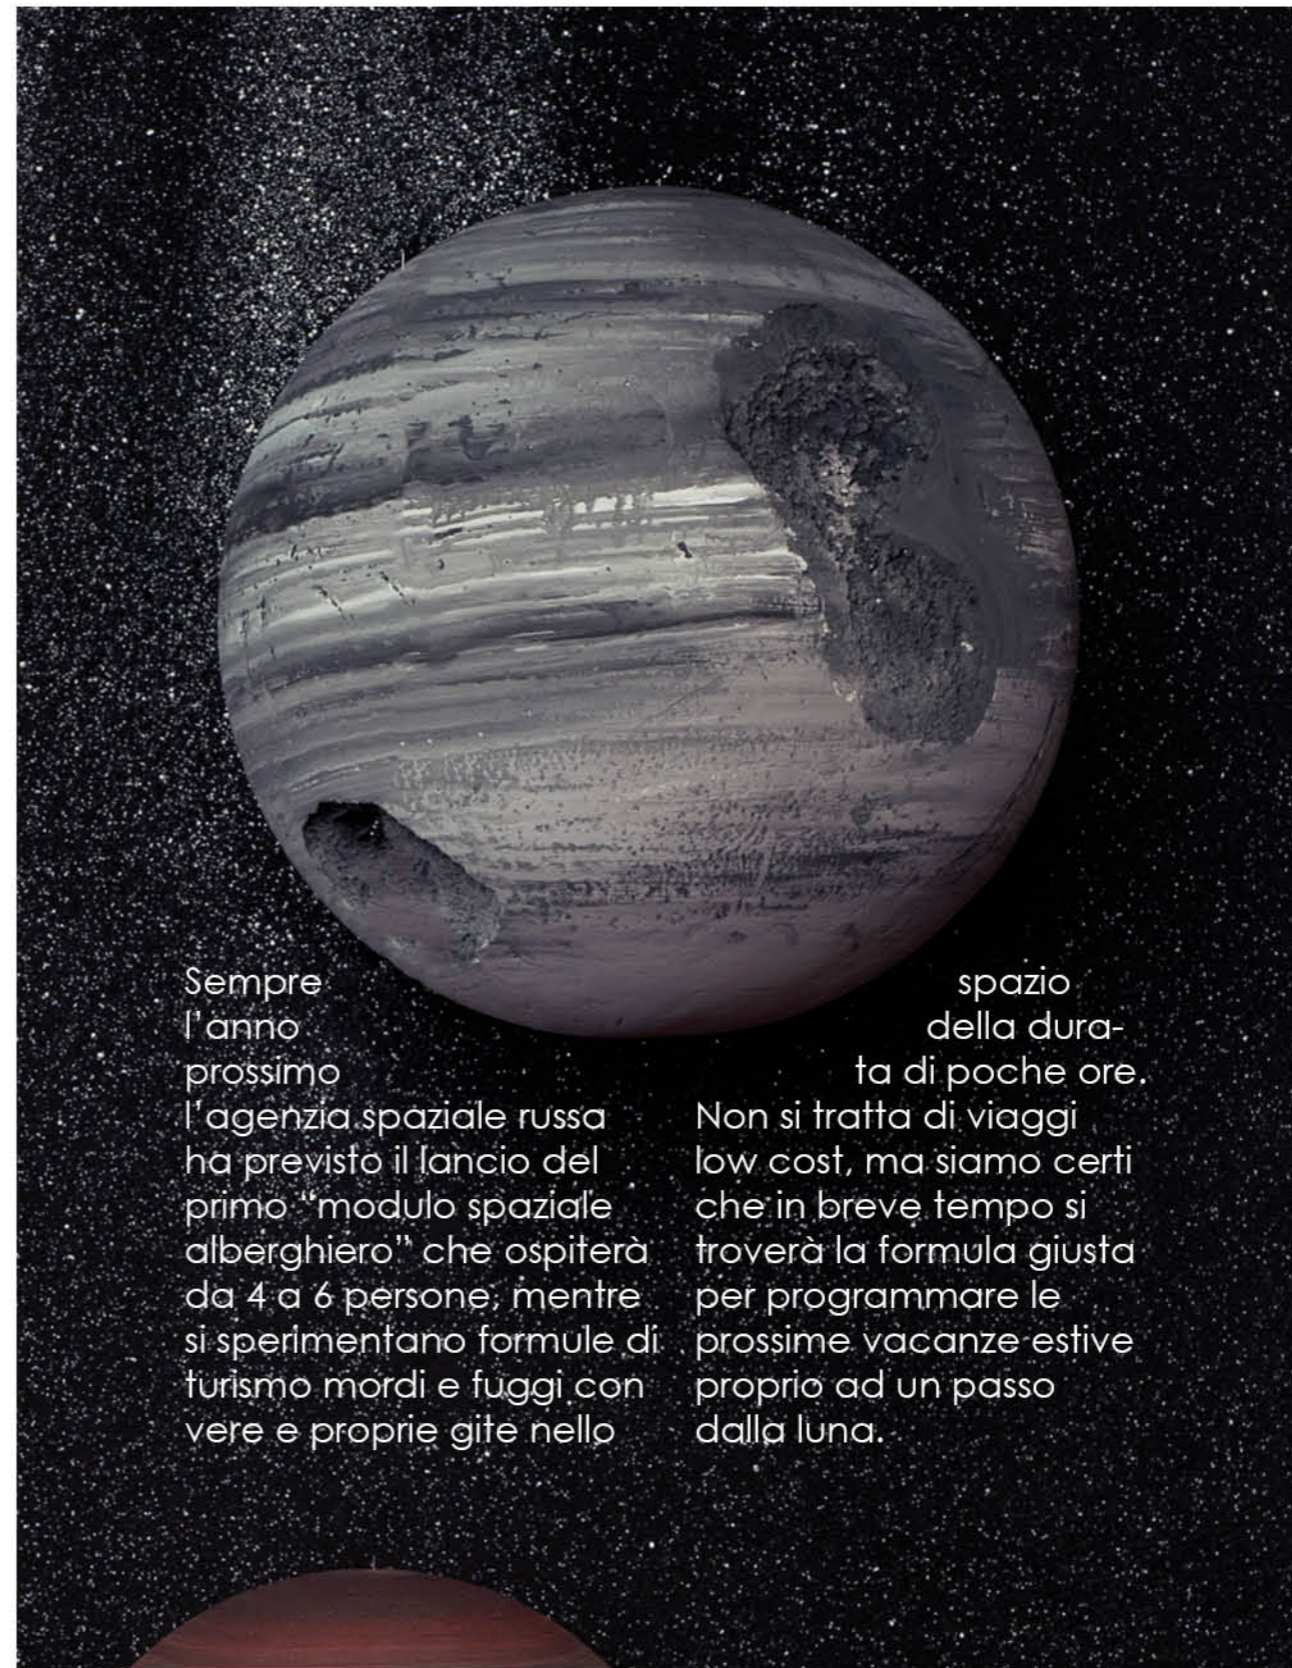 Sempre
l’anno
prossimo
l’agenzia spaziale russa
ha previsto il lancio del
primo “modulo spaziale
alberghiero” che ospiterà
da 4 a 6 persone, mentre
si sperimentano formule di
turismo mordi e fuggi con
vere e proprie gite nello
spazio
della dura-
ta di poche ore.
Non si tratta di viaggi
low cost, ma siamo certi
che in breve tempo si
troverà la formula giusta
per programmare le
prossime vacanze estive
proprio ad un passo
dalla luna.